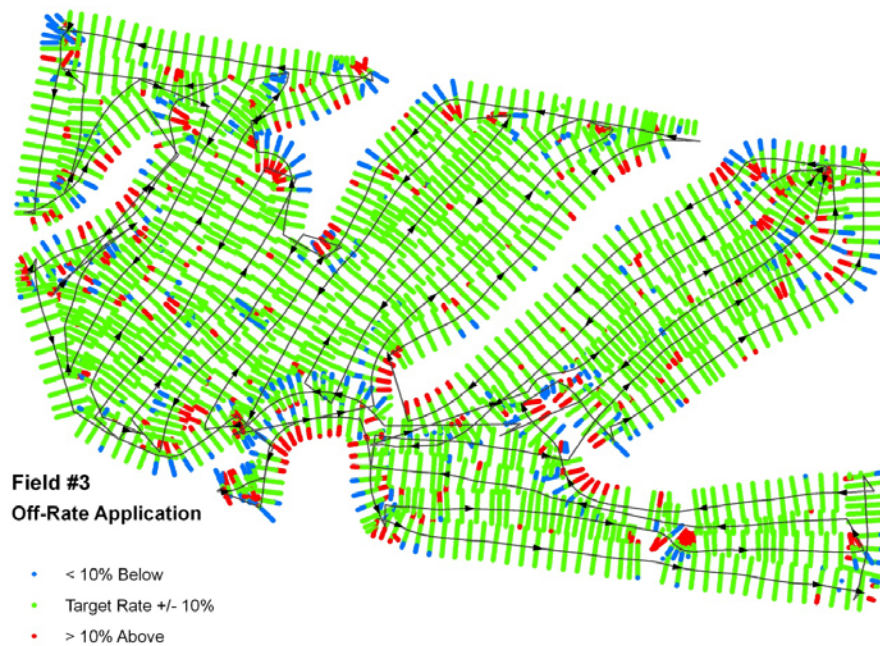 Field #3
Off-Rate Application
< 10% Below
Target Rate +/- 10%
> 10% Above